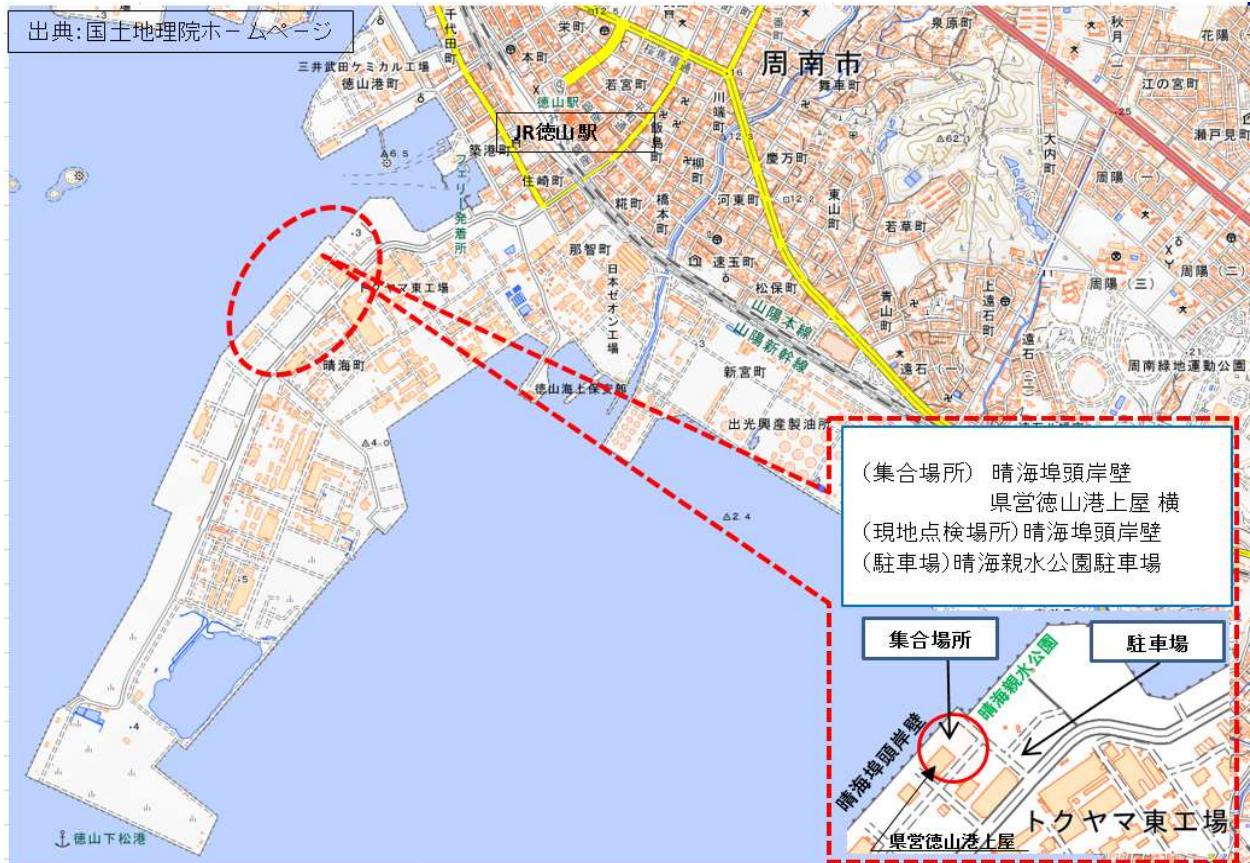 出典:国土地理院ホームページ
千代田町
栄町
本町
三井武田ケミカル工場
徳山港町
若宮町
桜馬場通
周南市
舞車町
泉原町
秋月
花陽
江の宮町
瀬戸見町
徳山駅
JR徳山駅
飯島町
川端町
築港町
住崎町
フェリー発着所
柳町
慶万町
大内町
周陽
糀町
橋本町
河東町
東山町
若草町
那智町
速玉町
周陽(二)
周陽(三)
トクヤマ東工場
日本ゼオン工場
松保町
青山町
上遠石町
遠石(二)
山陽本線
山陽新幹線
晴海町
徳山海上保安部
新宮町
遠石(一)
周南緑地運動公園
出光興産製油所
(集合場所) 晴海埠頭岸壁
県営徳山港上屋 横
(現地点検場所)晴海埠頭岸壁
(駐車場)晴海親水公園駐車場
集合場所
駐車場
晴海親水公園
晴海埠頭岸壁
県営徳山港上屋
トクヤマ東工場
徳山下松港